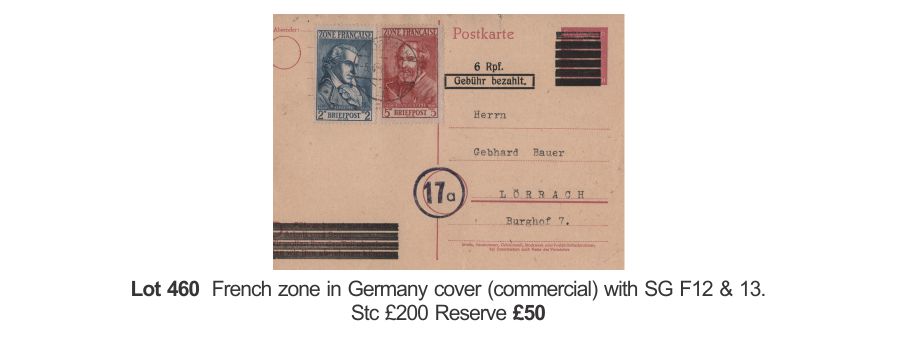 Absender:
ZONE FRANÇAISE
2 BRIEFPOST 2
ZONE FRANÇAISE
5 BRIEFPOST 5
Postkarte
6 Rpf.
Gebühr bezahlt.
Herrn
Gebhard Bauer
17a
LÖRRACH
Burghof 7.
Lot 460 French zone in Germany cover (commercial) with SG F12 & 13.
Stc £200 Reserve £50